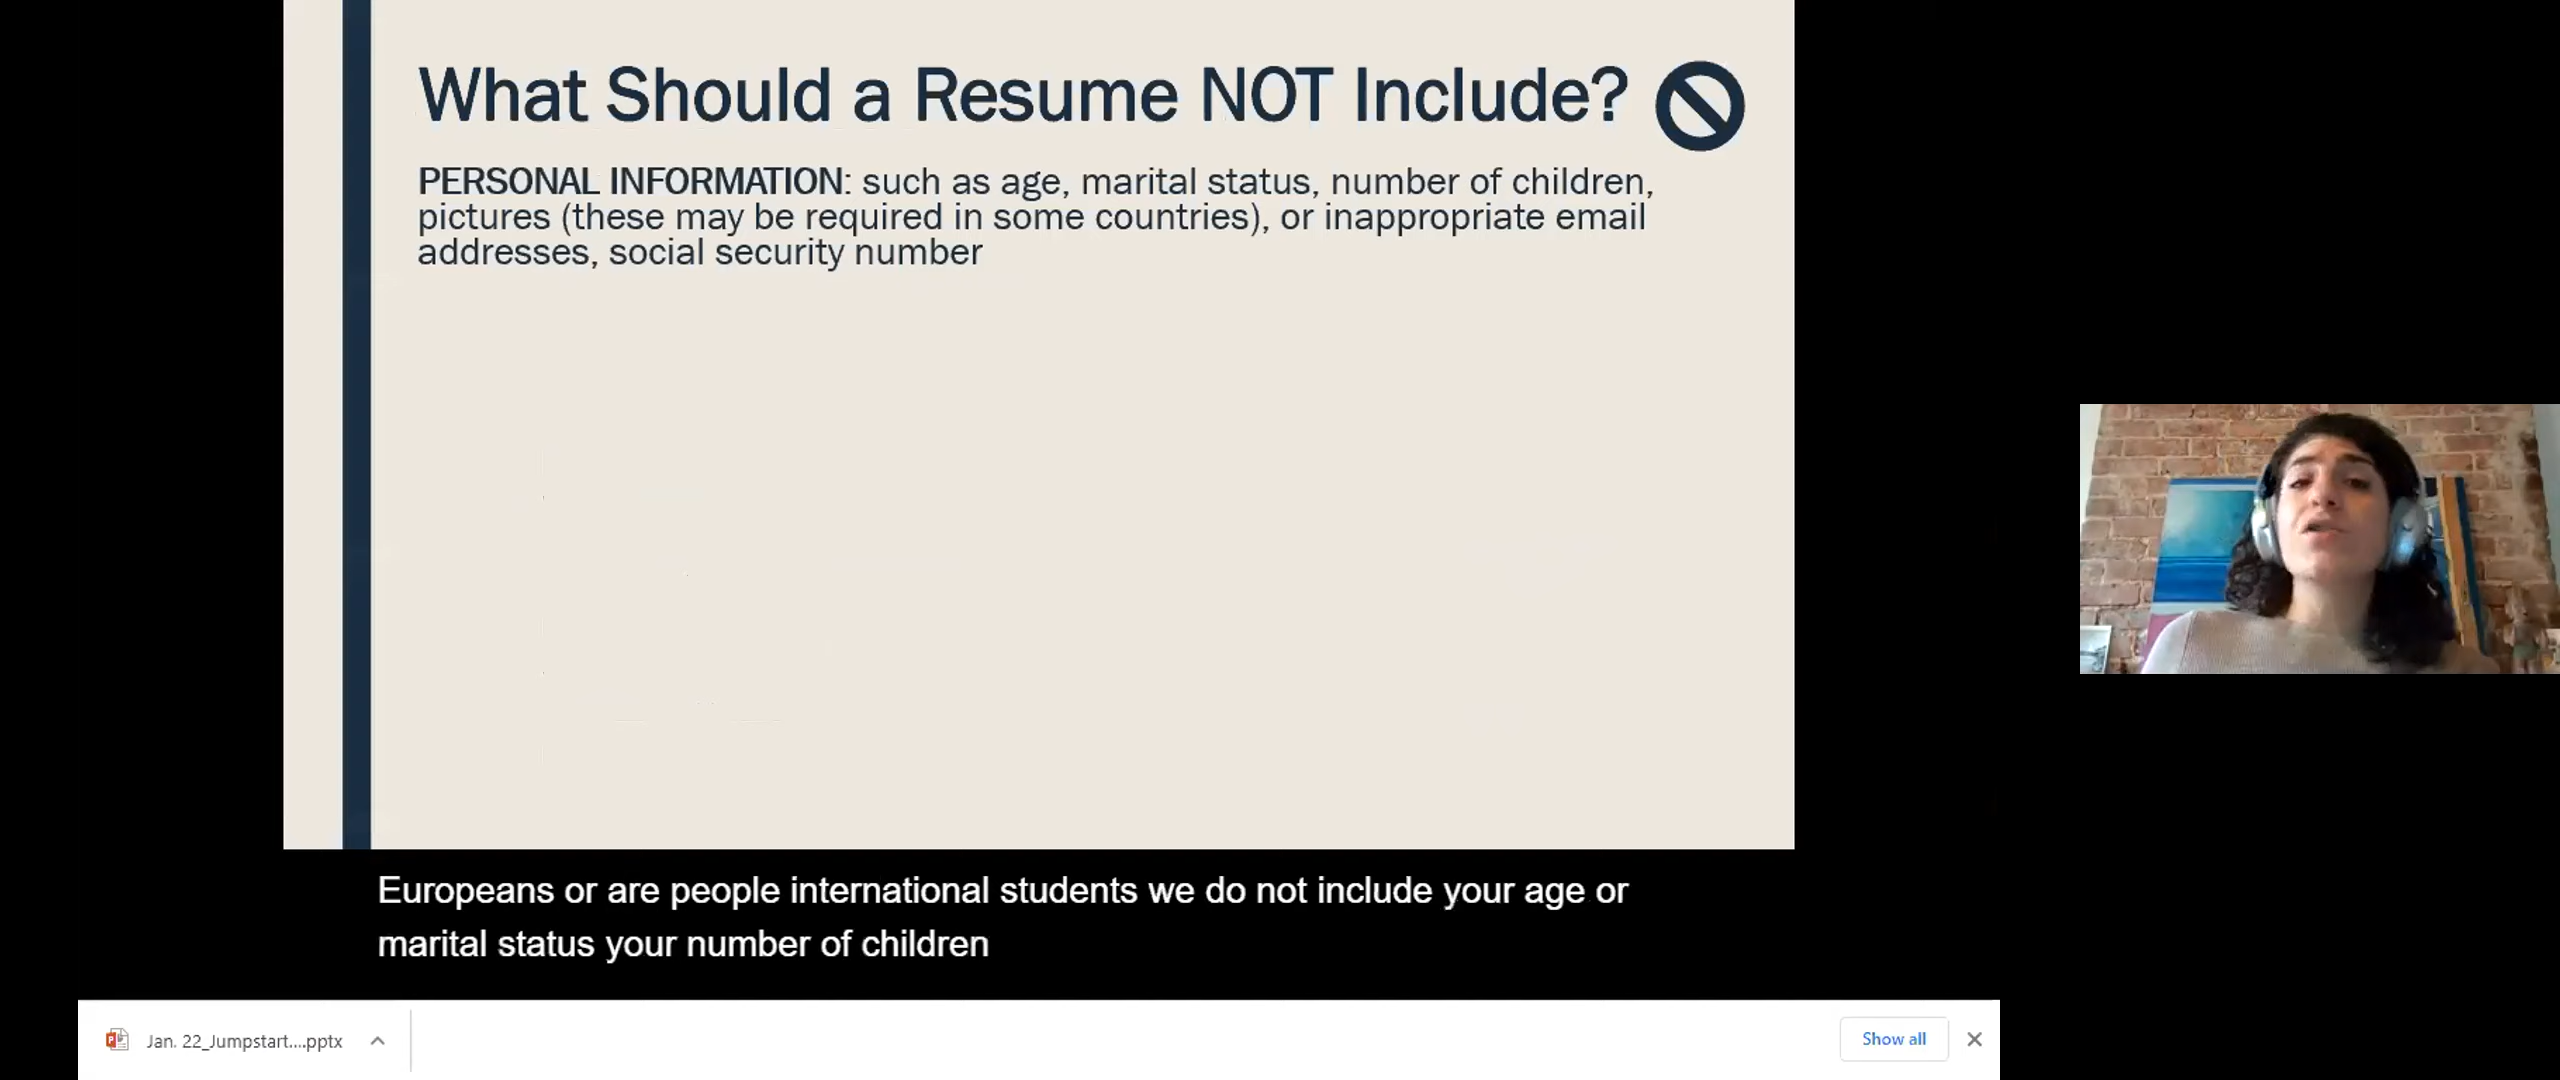 What Should a Resume NOT Include?
PERSONAL INFORMATION: such as age, marital status, number of children,
pictures (these may be required in some countries), or inappropriate email
addresses, social security number
Europeans or are people international students we do not include your age or
marital status your number of children
Jan. 22_Jumpstart....pptx
Show all